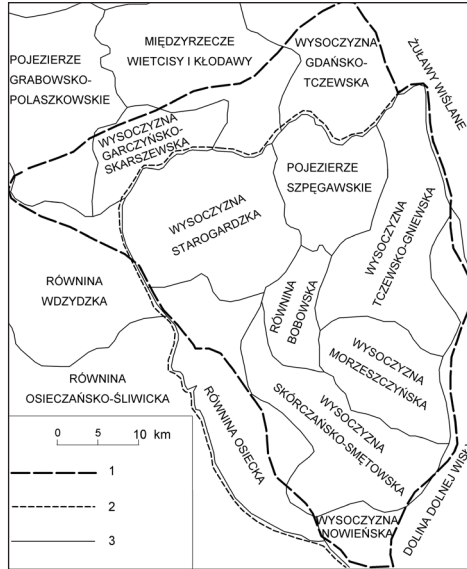 MIĘDZYRZECZE
WIETCISY I KŁODAWY
WYSOCZYZNA
GDAŃSKO-
TCZEWSKA
ŻUŁAWY WIŚLANE
POJEZIERZE
GRABOWSKO-
POLASZKOWSKIE
WYSOCZYZNA
GARCZYŃSKO-
SKARSZEWSKA
POJEZIERZE
SZPĘGAWSKIE
WYSOCZYZNA
STAROGARDZKA
WYSOCZYZNA
TCZEWSKO-GNIEWSKA
RÓWNINA
WDZYDZKA
RÓWNINA
BOBOWSKA
WYSOCZYZNA
MORZESZCZYŃSKA
RÓWNINA
OSIECZAŃSKO-ŚLIWICKA
RÓWNINA OSIECKA
WYSOCZYZNA
SKÓRCZAŃSKO-SMĘTOWSKA
DOLINA DOLNEJ WISŁ
WYSOCZYZNA
NOWIEŃSKA
0 5 10 km
1
2
3